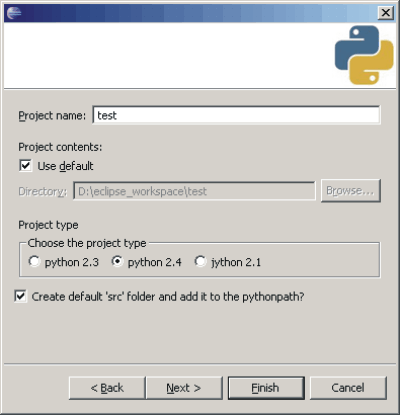 Project name: test
Project contents:
Use default
Directory: D:\eclipse_workspace\test Browse...
Project type
Choose the project type
python 2.3 python 2.4 jython 2.1
Create default 'src' folder and add it to the pythonpath?
< Back Next > Finish Cancel